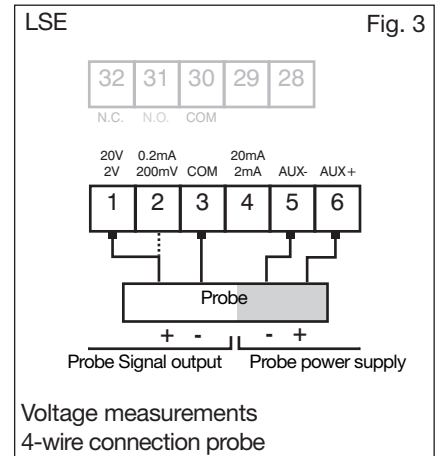 LSE Fig. 3
32 31 30 29 28
N.C. N.O. COM
20V 0.2mA 20mA
2V 200mV COM 2mA AUX- AUX+
1 2 3 4 5 6
Probe
+ - - +
Probe Signal output Probe power supply
Voltage measurements
4-wire connection probe